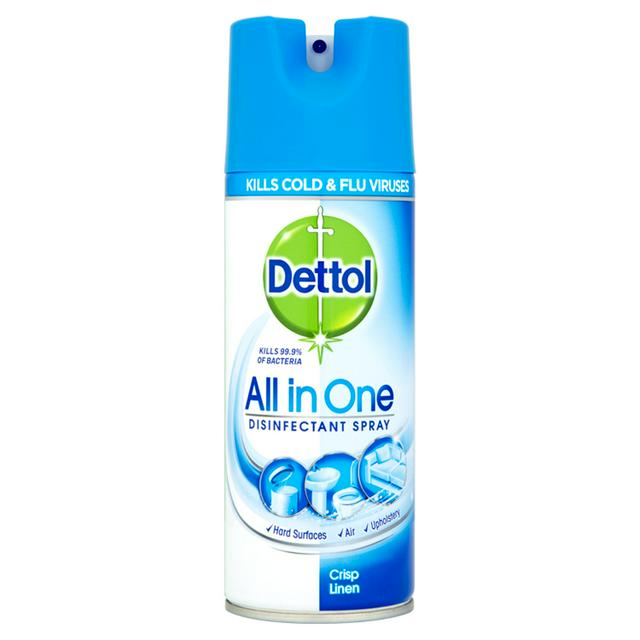 KILLS COLD & FLU VIRUSES
Dettol
KILLS 99.9%
OF BACTERIA
All in One
DISINFECTANT SPRAY
✓ Hard Surfaces ✓ Air ✓ Upholstery
Crisp
Linen